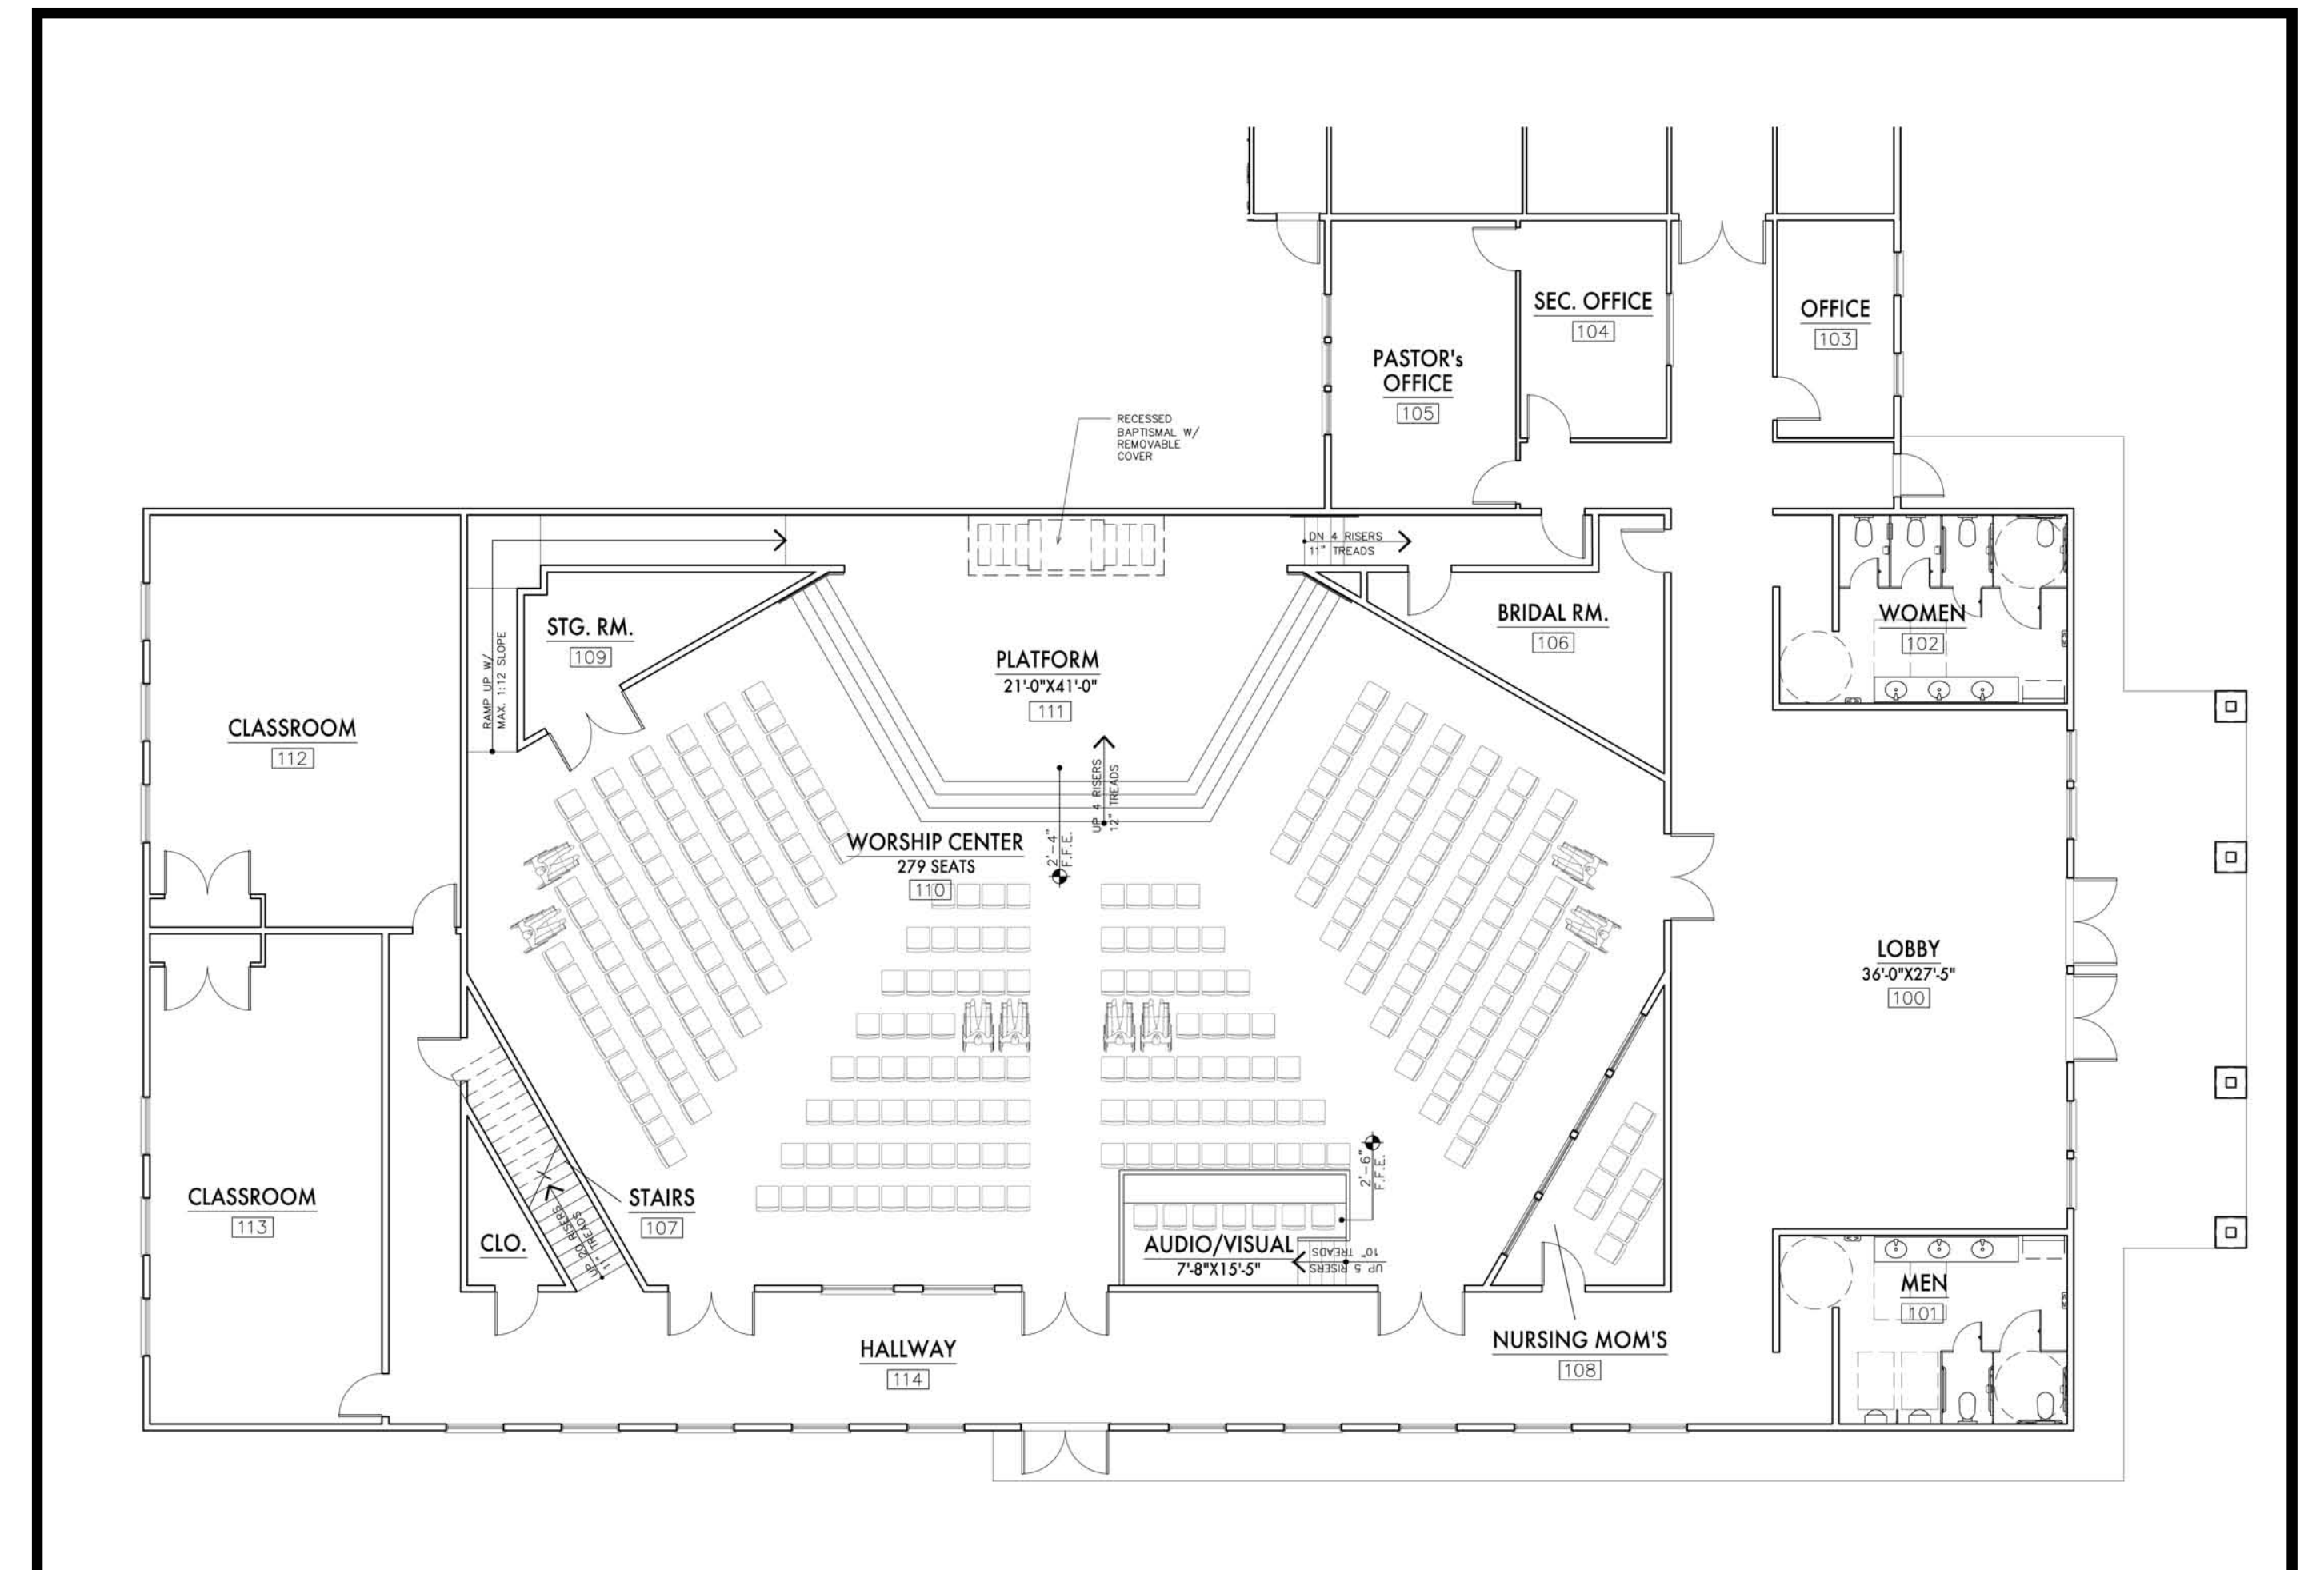 SEC. OFFICE
104
OFFICE
103
PASTOR's
OFFICE
105
RECESSED
BAPTISMAL W/
REMOVABLE
COVER
DN 4 RISERS
11" TREADS
RAMP UP W/
MAX. 1:12 SLOPE
STG. RM.
109
BRIDAL RM.
106
WOMEN
102
PLATFORM
21'-0"X41'-0"
111
CLASSROOM
112
UP 4 RISERS
12" TREADS
2'-4"
F.F.E.
WORSHIP CENTER
279 SEATS
110
LOBBY
36'-0"X27'-5"
100
CLASSROOM
113
STAIRS
107
UP 20 RISERS
11" TREADS
CLO.
2'-6"
F.F.E.
AUDIO/VISUAL
7'-8"X15'-5"
UP 5 RISERS
10" TREADS
MEN
101
HALLWAY
114
NURSING MOM'S
108